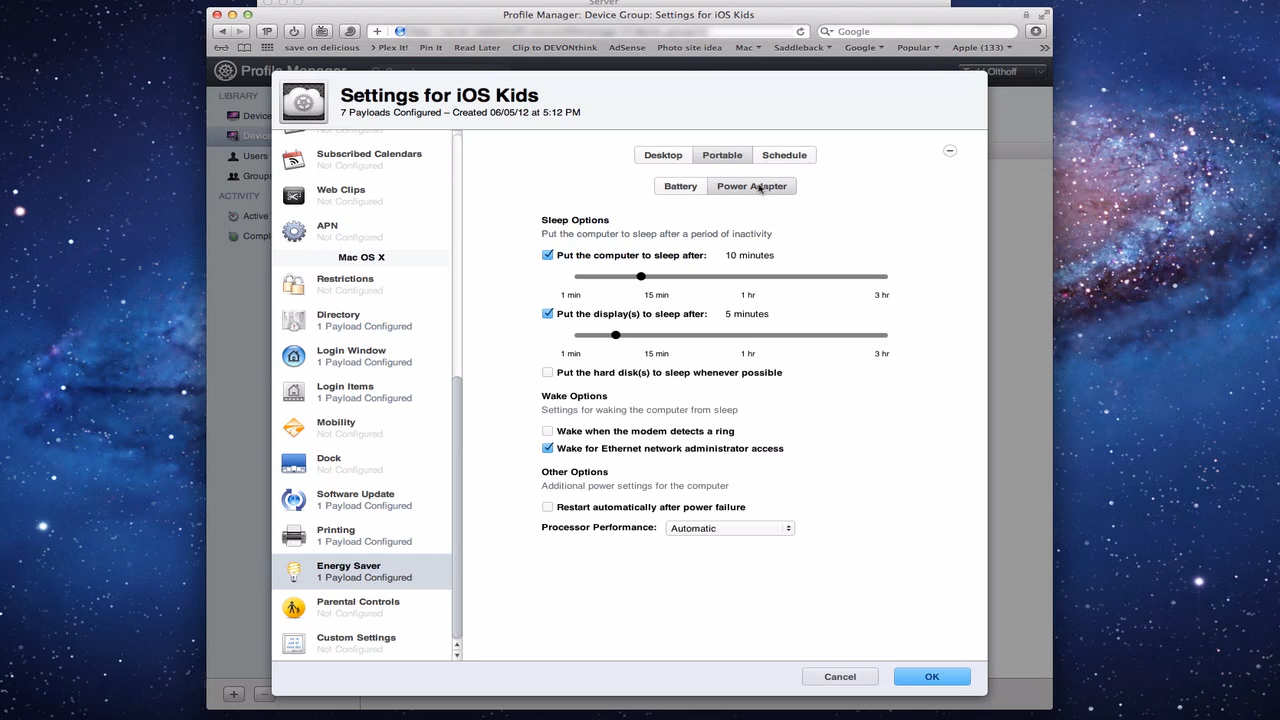 Server
Profile Manager: Device Group: Settings for iOS Kids
1P
Google
save on delicious
> Plex It!
Pin It
Read Later
Clip to DEVONthink
AdSense
Photo site idea
Mac
Saddleback
Google
Popular
Apple (133)
Profile Manager
Todd Olthoff
LIBRARY
Device
Device
Users
Groups
ACTIVITY
Active
Compl
Settings for iOS Kids
7 Payloads Configured – Created 06/05/12 at 5:12 PM
Not Configured
Subscribed Calendars
Not Configured
Web Clips
Not Configured
APN
Not Configured
Mac OS X
Restrictions
Not Configured
Directory
1 Payload Configured
Login Window
1 Payload Configured
Login Items
1 Payload Configured
Mobility
Not Configured
Dock
Not Configured
Software Update
1 Payload Configured
Printing
1 Payload Configured
Energy Saver
1 Payload Configured
Parental Controls
Not Configured
Custom Settings
Not Configured
Desktop
Portable
Schedule
Battery
Power Adapter
Sleep Options
Put the computer to sleep after a period of inactivity
Put the computer to sleep after: 10 minutes
1 min 15 min 1 hr 3 hr
Put the display(s) to sleep after: 5 minutes
1 min 15 min 1 hr 3 hr
Put the hard disk(s) to sleep whenever possible
Wake Options
Settings for waking the computer from sleep
Wake when the modem detects a ring
Wake for Ethernet network administrator access
Other Options
Additional power settings for the computer
Restart automatically after power failure
Processor Performance: Automatic
Cancel
OK